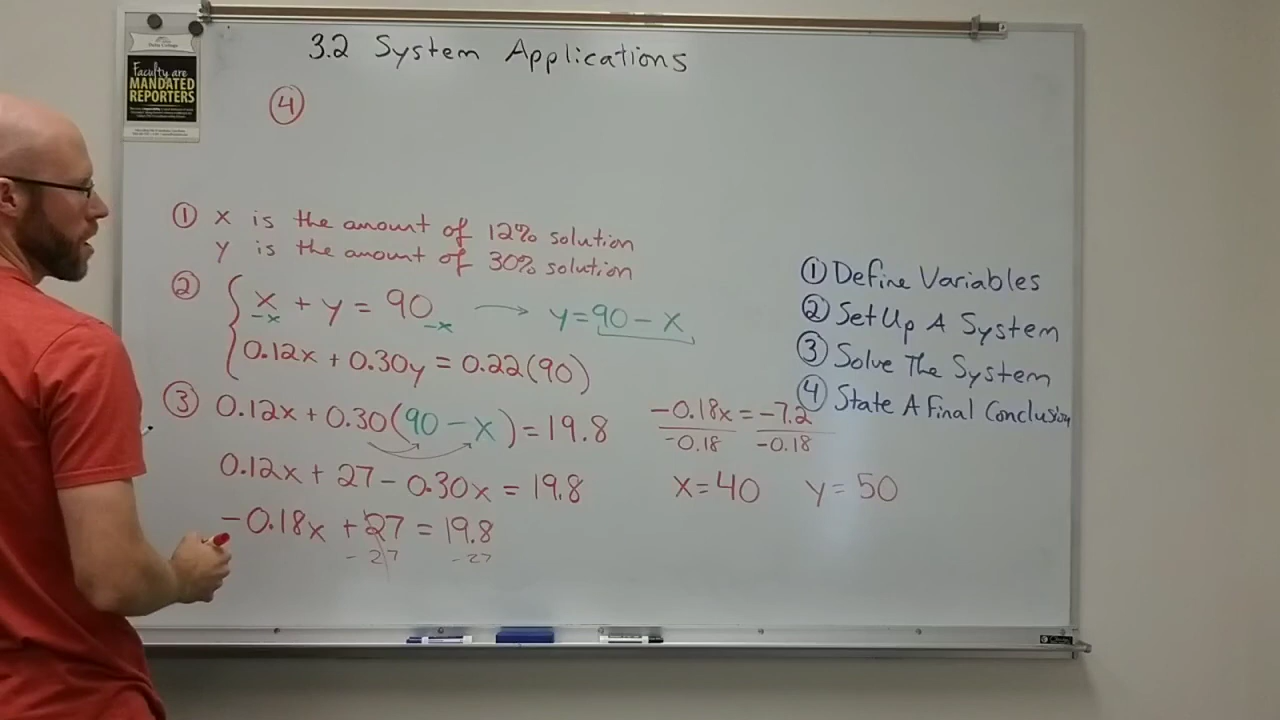 3.2 System Applications
Delta College
Faculty are
MANDATED
REPORTERS
④
① x is the amount of 12% solution
y is the amount of 30% solution
② x + y = 90 → y = 90 - x
-x -x
0.12x + 0.30y = 0.22(90)
③ 0.12x + 0.30(90 - x) = 19.8
0.12x + 27 - 0.30x = 19.8
-0.18x + 27 = 19.8
- 27 - 27
-0.18x = -7.2
-0.18 -0.18
x = 40 y = 50
① Define Variables
② Set Up A System
③ Solve The System
④ State A Final Conclusion